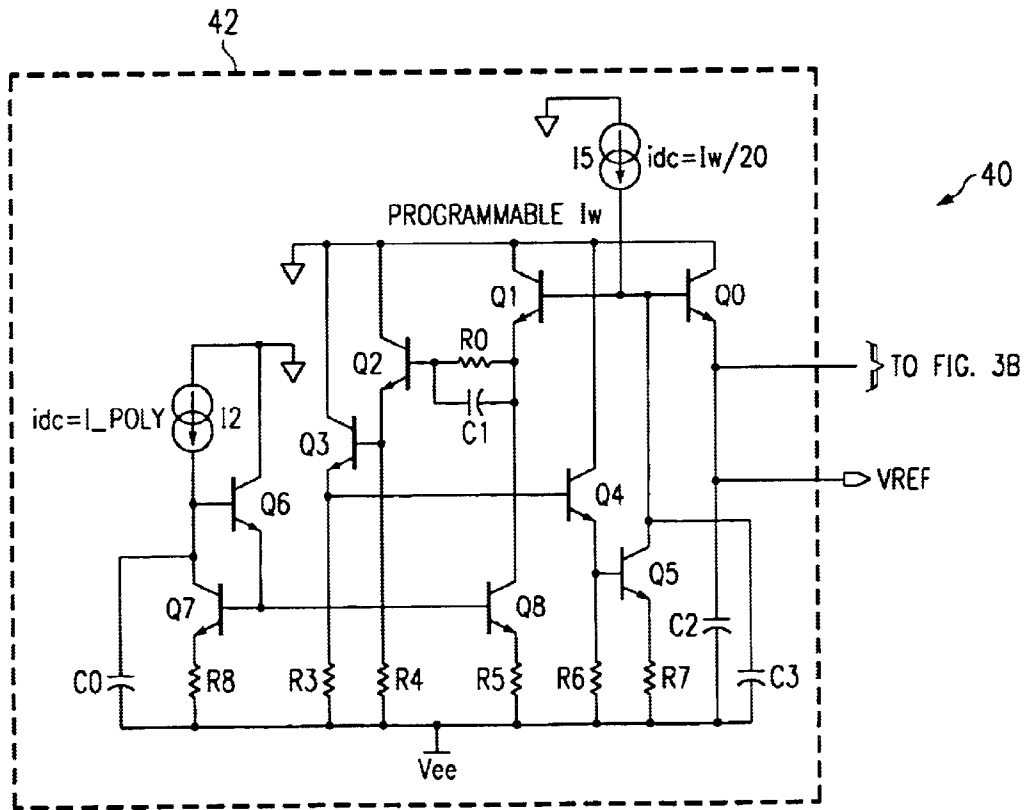 42
40
I5
idc=Iw/20
PROGRAMMABLE Iw
Q1
Q0
R0
Q2
C1
TO FIG. 3B
idc=I_POLY
I2
Q3
Q6
Q4
VREF
Q7
Q8
Q5
C2
C0
R8
R3
R4
R5
R6
R7
C3
Vee